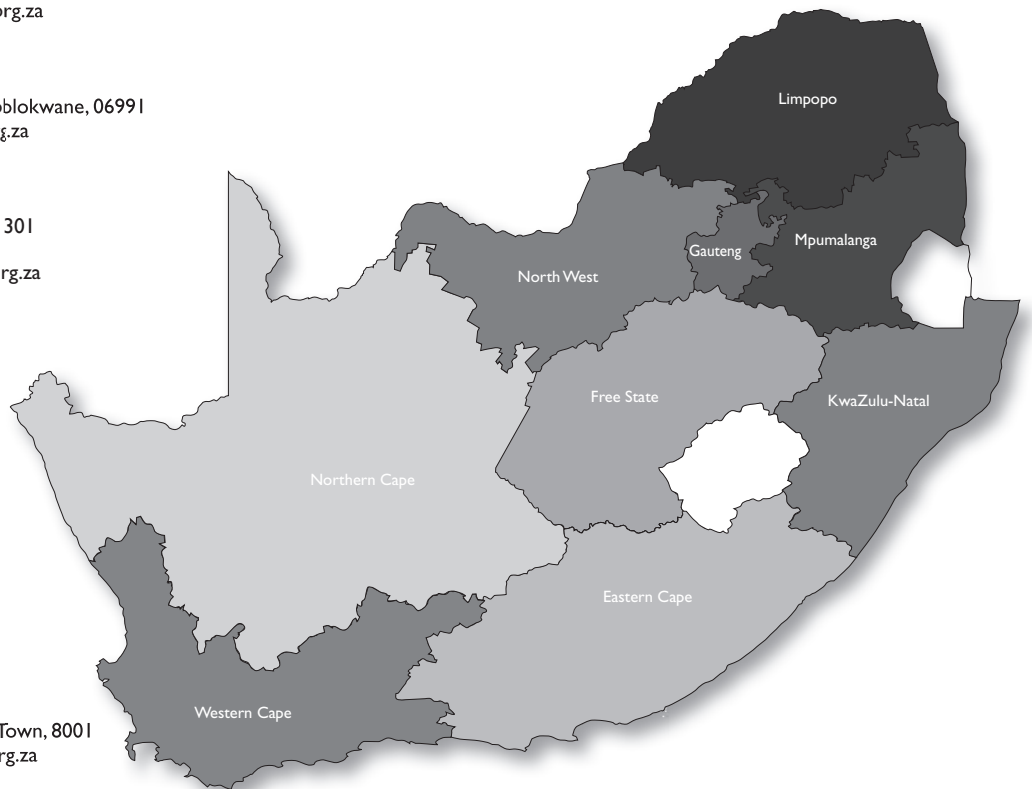 org.za
oblokwane, 06991
g.za
301
rg.za
Town, 8001
rg.za
Limpopo
Mpumalanga
Gauteng
North West
Free State
KwaZulu-Natal
Northern Cape
Eastern Cape
Western Cape